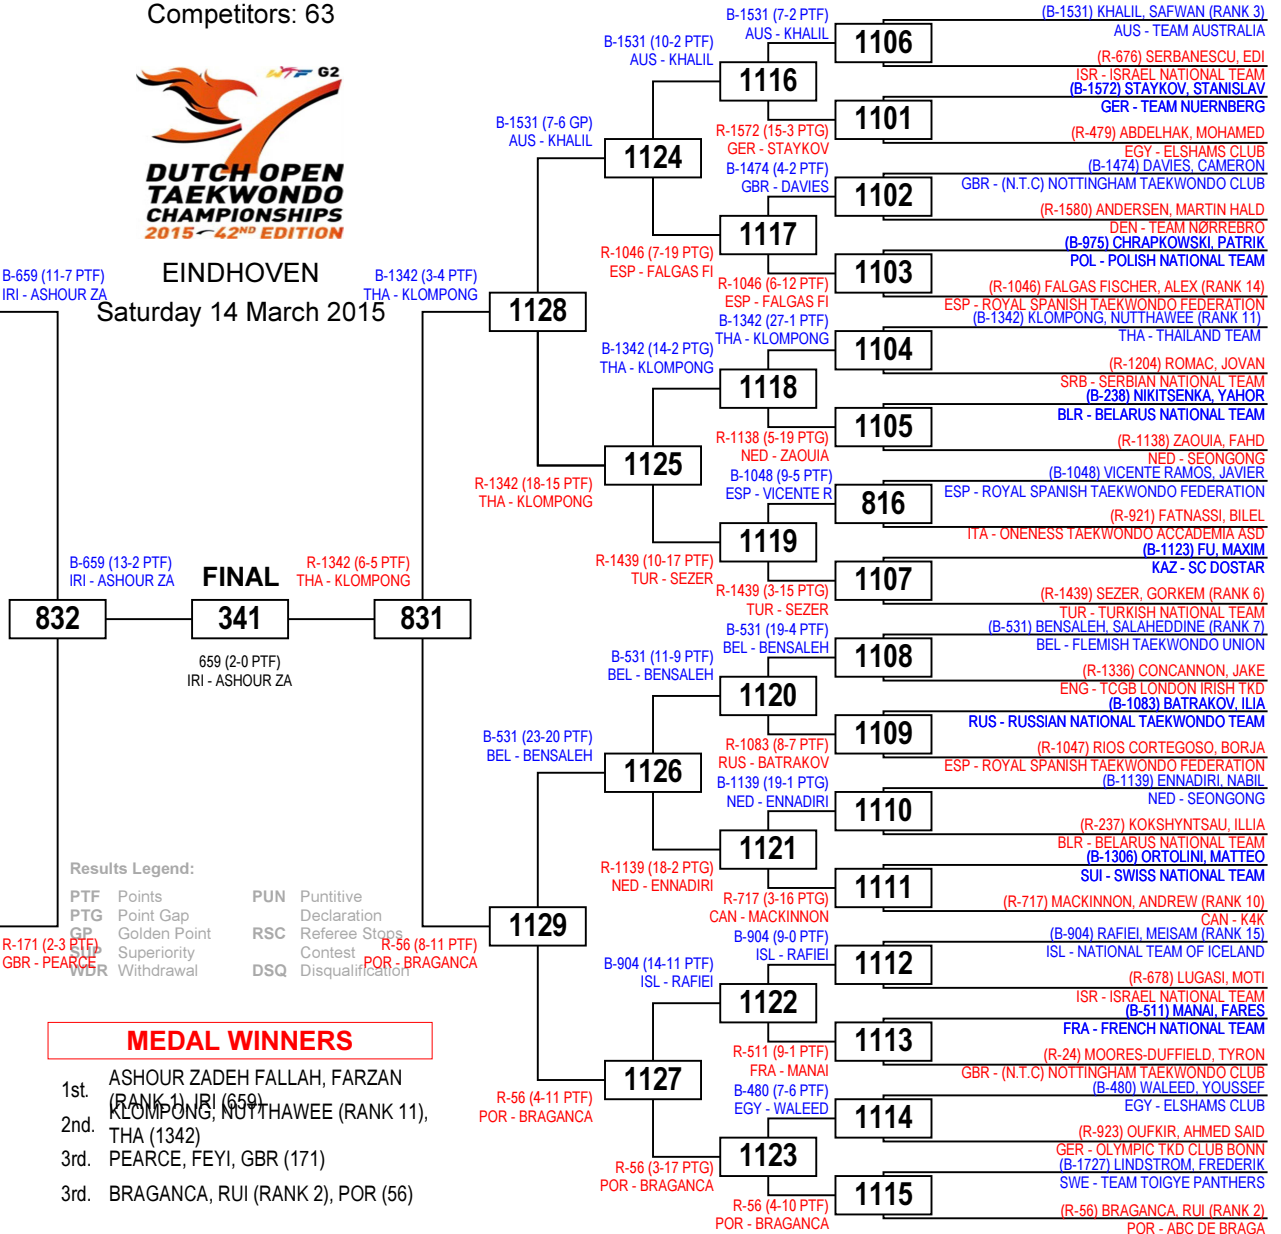 Competitors: 63
WTF G2
DUTCH OPEN
TAEKWONDO
CHAMPIONSHIPS
2015 ~ 42ND EDITION
EINDHOVEN
Saturday 14 March 2015
B-659 (11-7 PTF)
IRI - ASHOUR ZA
B-1342 (3-4 PTF)
THA - KLOMPONG
B-659 (13-2 PTF)
IRI - ASHOUR ZA
FINAL
R-1342 (6-5 PTF)
THA - KLOMPONG
832
341
831
659 (2-0 PTF)
IRI - ASHOUR ZA
R-171 (2-3 PTF)
GBR - PEARCE
R-56 (8-11 PTF)
POR - BRAGANCA
Results Legend:
PTF Points
PTG Point Gap
GP Golden Point
SUP Superiority
WDR Withdrawal
PUN Puntitive
Declaration
RSC Referee Stops
Contest
DSQ Disqualification
MEDAL WINNERS
1st. ASHOUR ZADEH FALLAH, FARZAN
(RANK 1), IRI (659)
2nd. KLOMPONG, NUTTHAWEE (RANK 11),
THA (1342)
3rd. PEARCE, FEYI, GBR (171)
3rd. BRAGANCA, RUI (RANK 2), POR (56)
B-1531 (7-6 GP)
AUS - KHALIL
1128
R-1342 (18-15 PTF)
THA - KLOMPONG
B-531 (23-20 PTF)
BEL - BENSALEH
1129
R-56 (4-11 PTF)
POR - BRAGANCA
B-1531 (10-2 PTF)
AUS - KHALIL
1124
R-1046 (7-19 PTG)
ESP - FALGAS FI
B-1342 (14-2 PTG)
THA - KLOMPONG
1125
R-1439 (10-17 PTF)
TUR - SEZER
B-531 (11-9 PTF)
BEL - BENSALEH
1126
R-1139 (18-2 PTG)
NED - ENNADIRI
B-904 (14-11 PTF)
ISL - RAFIEI
1127
R-56 (3-17 PTG)
POR - BRAGANCA
B-1531 (7-2 PTF)
AUS - KHALIL
1116
R-1572 (15-3 PTG)
GER - STAYKOV
B-1474 (4-2 PTF)
GBR - DAVIES
1117
R-1046 (6-12 PTF)
ESP - FALGAS FI
B-1342 (27-1 PTF)
THA - KLOMPONG
1118
R-1138 (5-19 PTG)
NED - ZAOUIA
B-1048 (9-5 PTF)
ESP - VICENTE R
1119
R-1439 (3-15 PTG)
TUR - SEZER
B-531 (19-4 PTF)
BEL - BENSALEH
1120
R-1083 (8-7 PTF)
RUS - BATRAKOV
B-1139 (19-1 PTG)
NED - ENNADIRI
1121
R-717 (3-16 PTG)
CAN - MACKINNON
B-904 (9-0 PTF)
ISL - RAFIEI
1122
R-511 (9-1 PTF)
FRA - MANAI
B-480 (7-6 PTF)
EGY - WALEED
1123
R-56 (4-10 PTF)
POR - BRAGANCA
(B-1531) KHALIL, SAFWAN (RANK 3)
AUS - TEAM AUSTRALIA
1106
(R-676) SERBANESCU, EDI
ISR - ISRAEL NATIONAL TEAM
(B-1572) STAYKOV, STANISLAV
GER - TEAM NUERNBERG
1101
(R-479) ABDELHAK, MOHAMED
EGY - ELSHAMS CLUB
(B-1474) DAVIES, CAMERON
GBR - (N.T.C) NOTTINGHAM TAEKWONDO CLUB
1102
(R-1580) ANDERSEN, MARTIN HALD
DEN - TEAM NØRREBRO
(B-975) CHRAPKOWSKI, PATRIK
POL - POLISH NATIONAL TEAM
1103
(R-1046) FALGAS FISCHER, ALEX (RANK 14)
ESP - ROYAL SPANISH TAEKWONDO FEDERATION
(B-1342) KLOMPONG, NUTTHAWEE (RANK 11)
THA - THAILAND TEAM
1104
(R-1204) ROMAC, JOVAN
SRB - SERBIAN NATIONAL TEAM
(B-238) NIKITSENKA, YAHOR
BLR - BELARUS NATIONAL TEAM
1105
(R-1138) ZAOUIA, FAHD
NED - SEONGONG
(B-1048) VICENTE RAMOS, JAVIER
ESP - ROYAL SPANISH TAEKWONDO FEDERATION
816
(R-921) FATNASSI, BILEL
ITA - ONENESS TAEKWONDO ACCADEMIA ASD
(B-1123) FU, MAXIM
KAZ - SC DOSTAR
1107
(R-1439) SEZER, GORKEM (RANK 6)
TUR - TURKISH NATIONAL TEAM
(B-531) BENSALEH, SALAHEDDINE (RANK 7)
BEL - FLEMISH TAEKWONDO UNION
1108
(R-1336) CONCANNON, JAKE
ENG - TCGB LONDON IRISH TKD
(B-1083) BATRAKOV, ILIA
RUS - RUSSIAN NATIONAL TAEKWONDO TEAM
1109
(R-1047) RIOS CORTEGOSO, BORJA
ESP - ROYAL SPANISH TAEKWONDO FEDERATION
(B-1139) ENNADIRI, NABIL
NED - SEONGONG
1110
(R-237) KOKSHYNTSAU, ILLIA
BLR - BELARUS NATIONAL TEAM
(B-1306) ORTOLINI, MATTEO
SUI - SWISS NATIONAL TEAM
1111
(R-717) MACKINNON, ANDREW (RANK 10)
CAN - K4K
(B-904) RAFIEI, MEISAM (RANK 15)
ISL - NATIONAL TEAM OF ICELAND
1112
(R-678) LUGASI, MOTI
ISR - ISRAEL NATIONAL TEAM
(B-511) MANAI, FARES
FRA - FRENCH NATIONAL TEAM
1113
(R-24) MOORES-DUFFIELD, TYRON
GBR - (N.T.C) NOTTINGHAM TAEKWONDO CLUB
(B-480) WALEED, YOUSSEF
EGY - ELSHAMS CLUB
1114
(R-923) OUFKIR, AHMED SAID
GER - OLYMPIC TKD CLUB BONN
(B-1727) LINDSTROM, FREDERIK
SWE - TEAM TOIGYE PANTHERS
1115
(R-56) BRAGANCA, RUI (RANK 2)
POR - ABC DE BRAGA